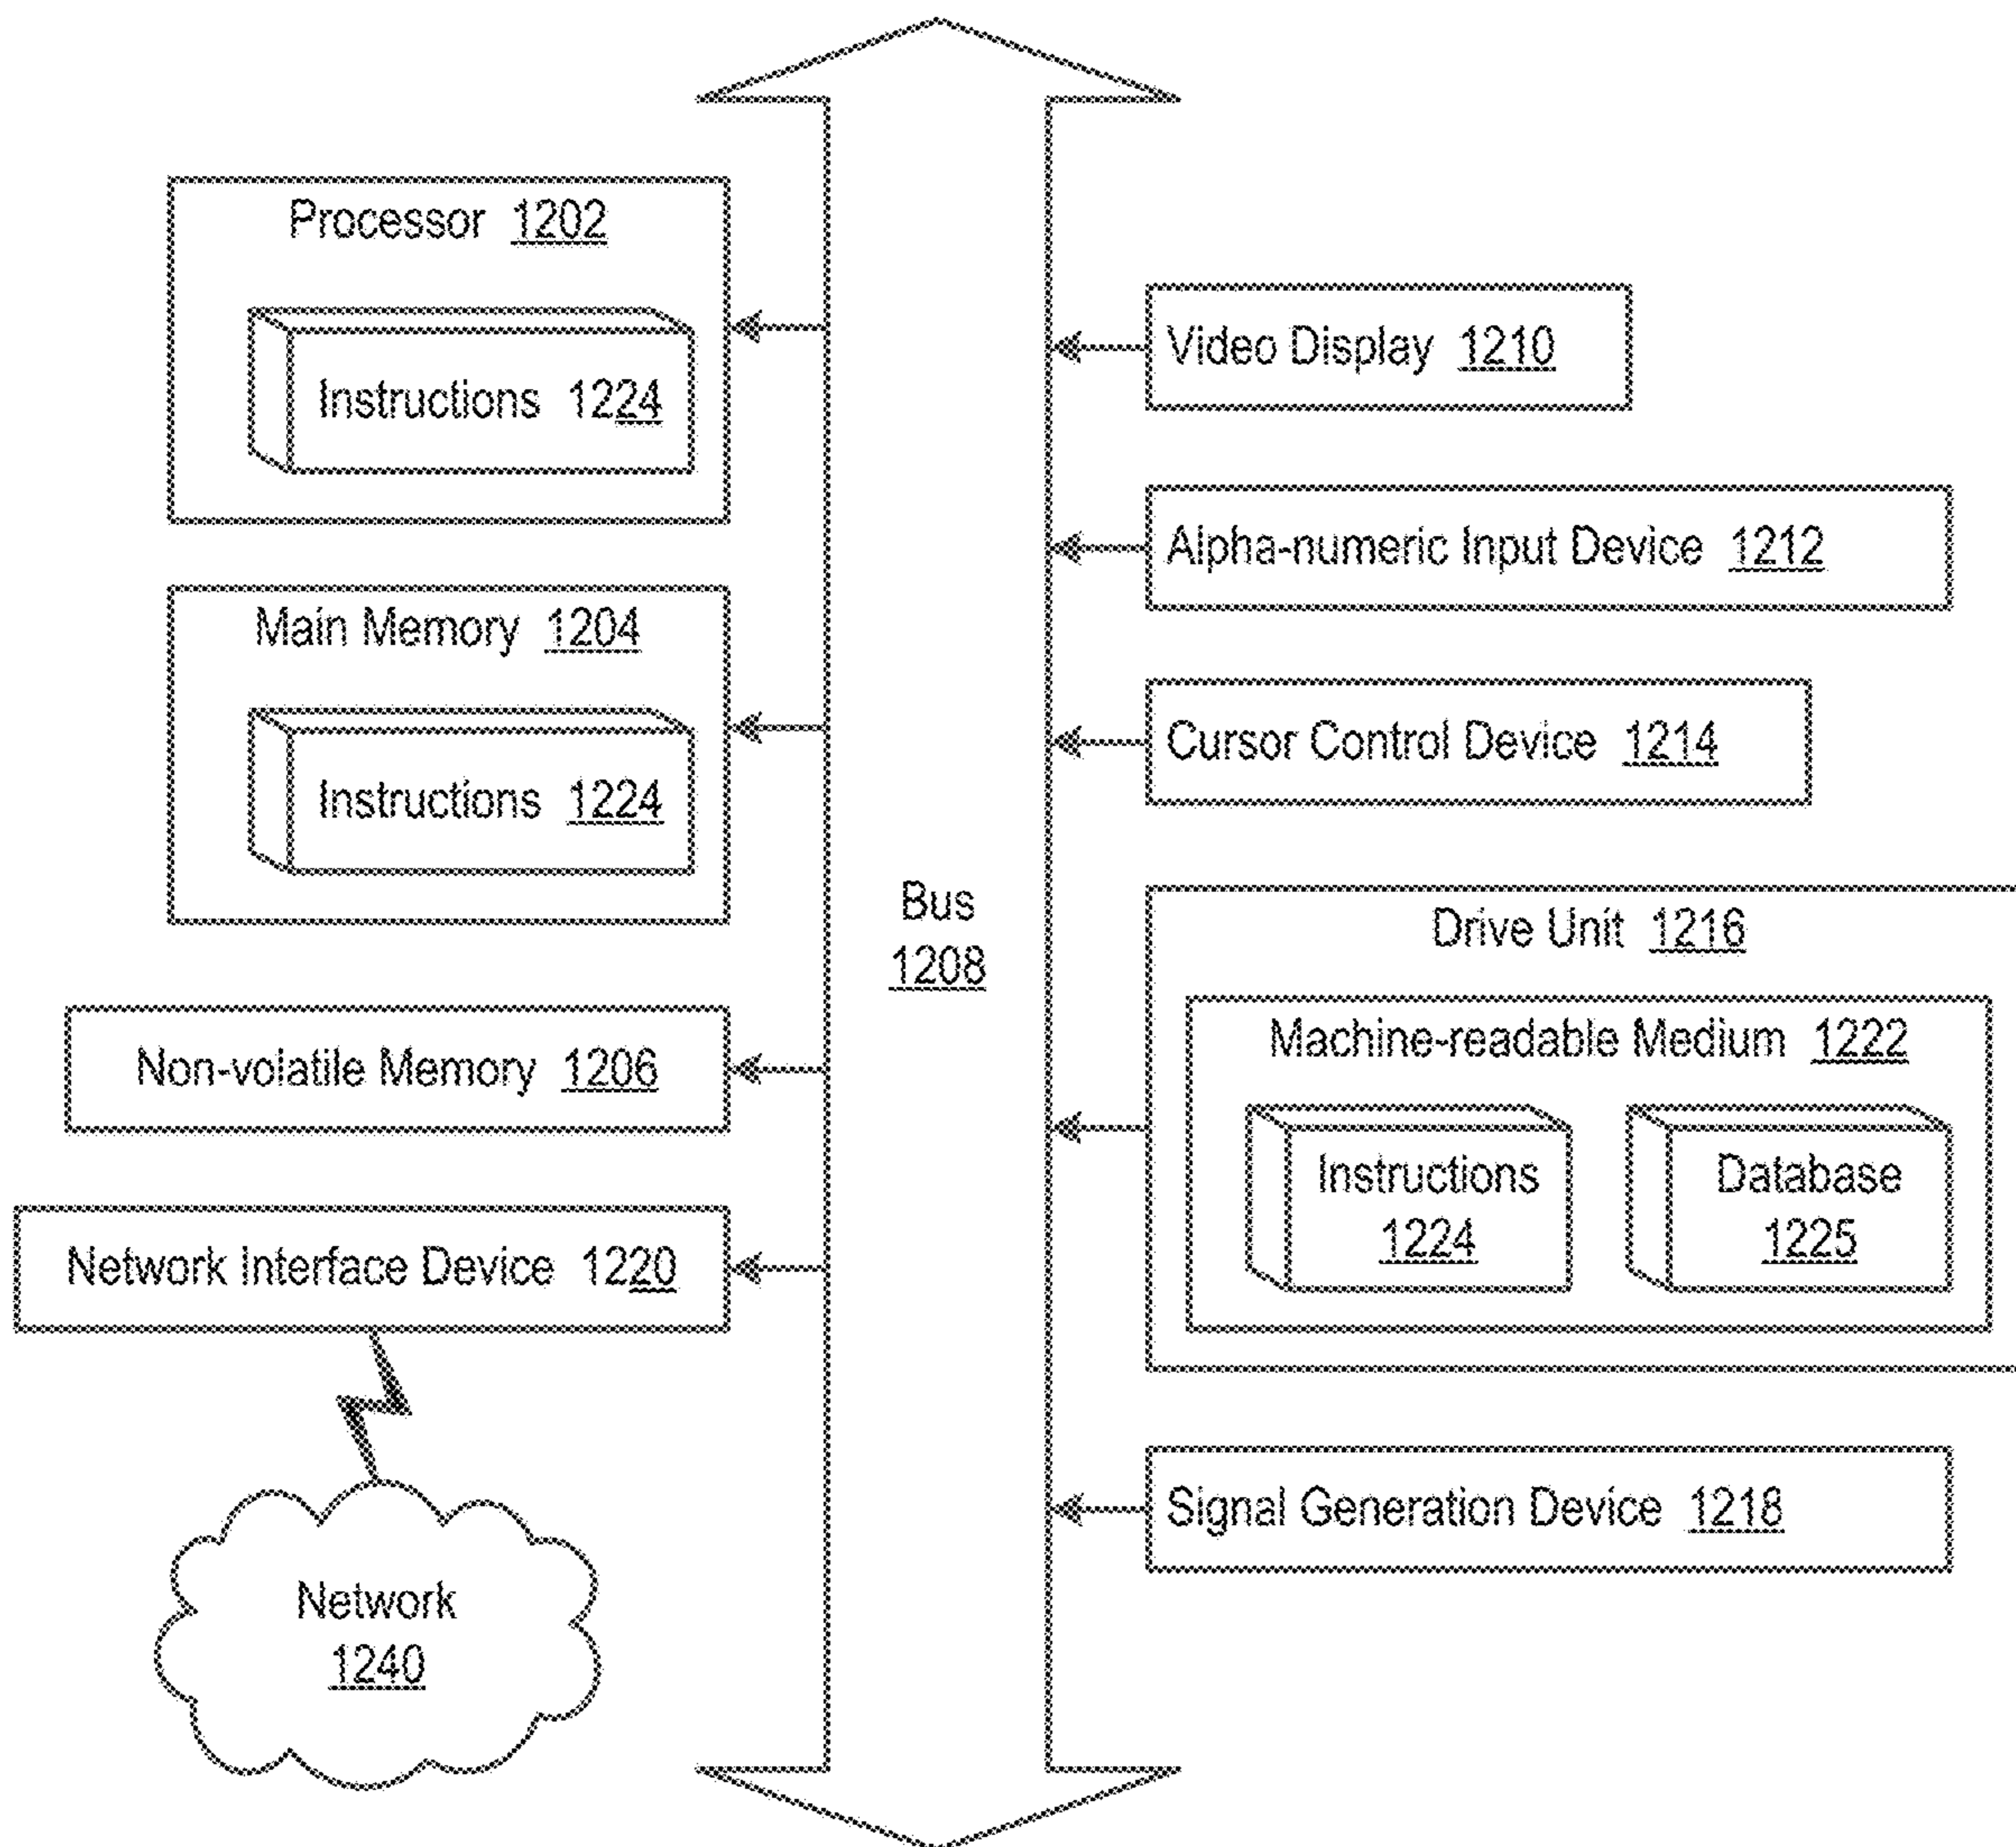 Processor 1202
Instructions 1224
Main Memory 1204
Instructions 1224
Non-volatile Memory 1206
Network Interface Device 1220
Network
1240
Bus
1208
Video Display 1210
Alpha-numeric Input Device 1212
Cursor Control Device 1214
Drive Unit 1216
Machine-readable Medium 1222
Instructions
1224
Database
1225
Signal Generation Device 1218